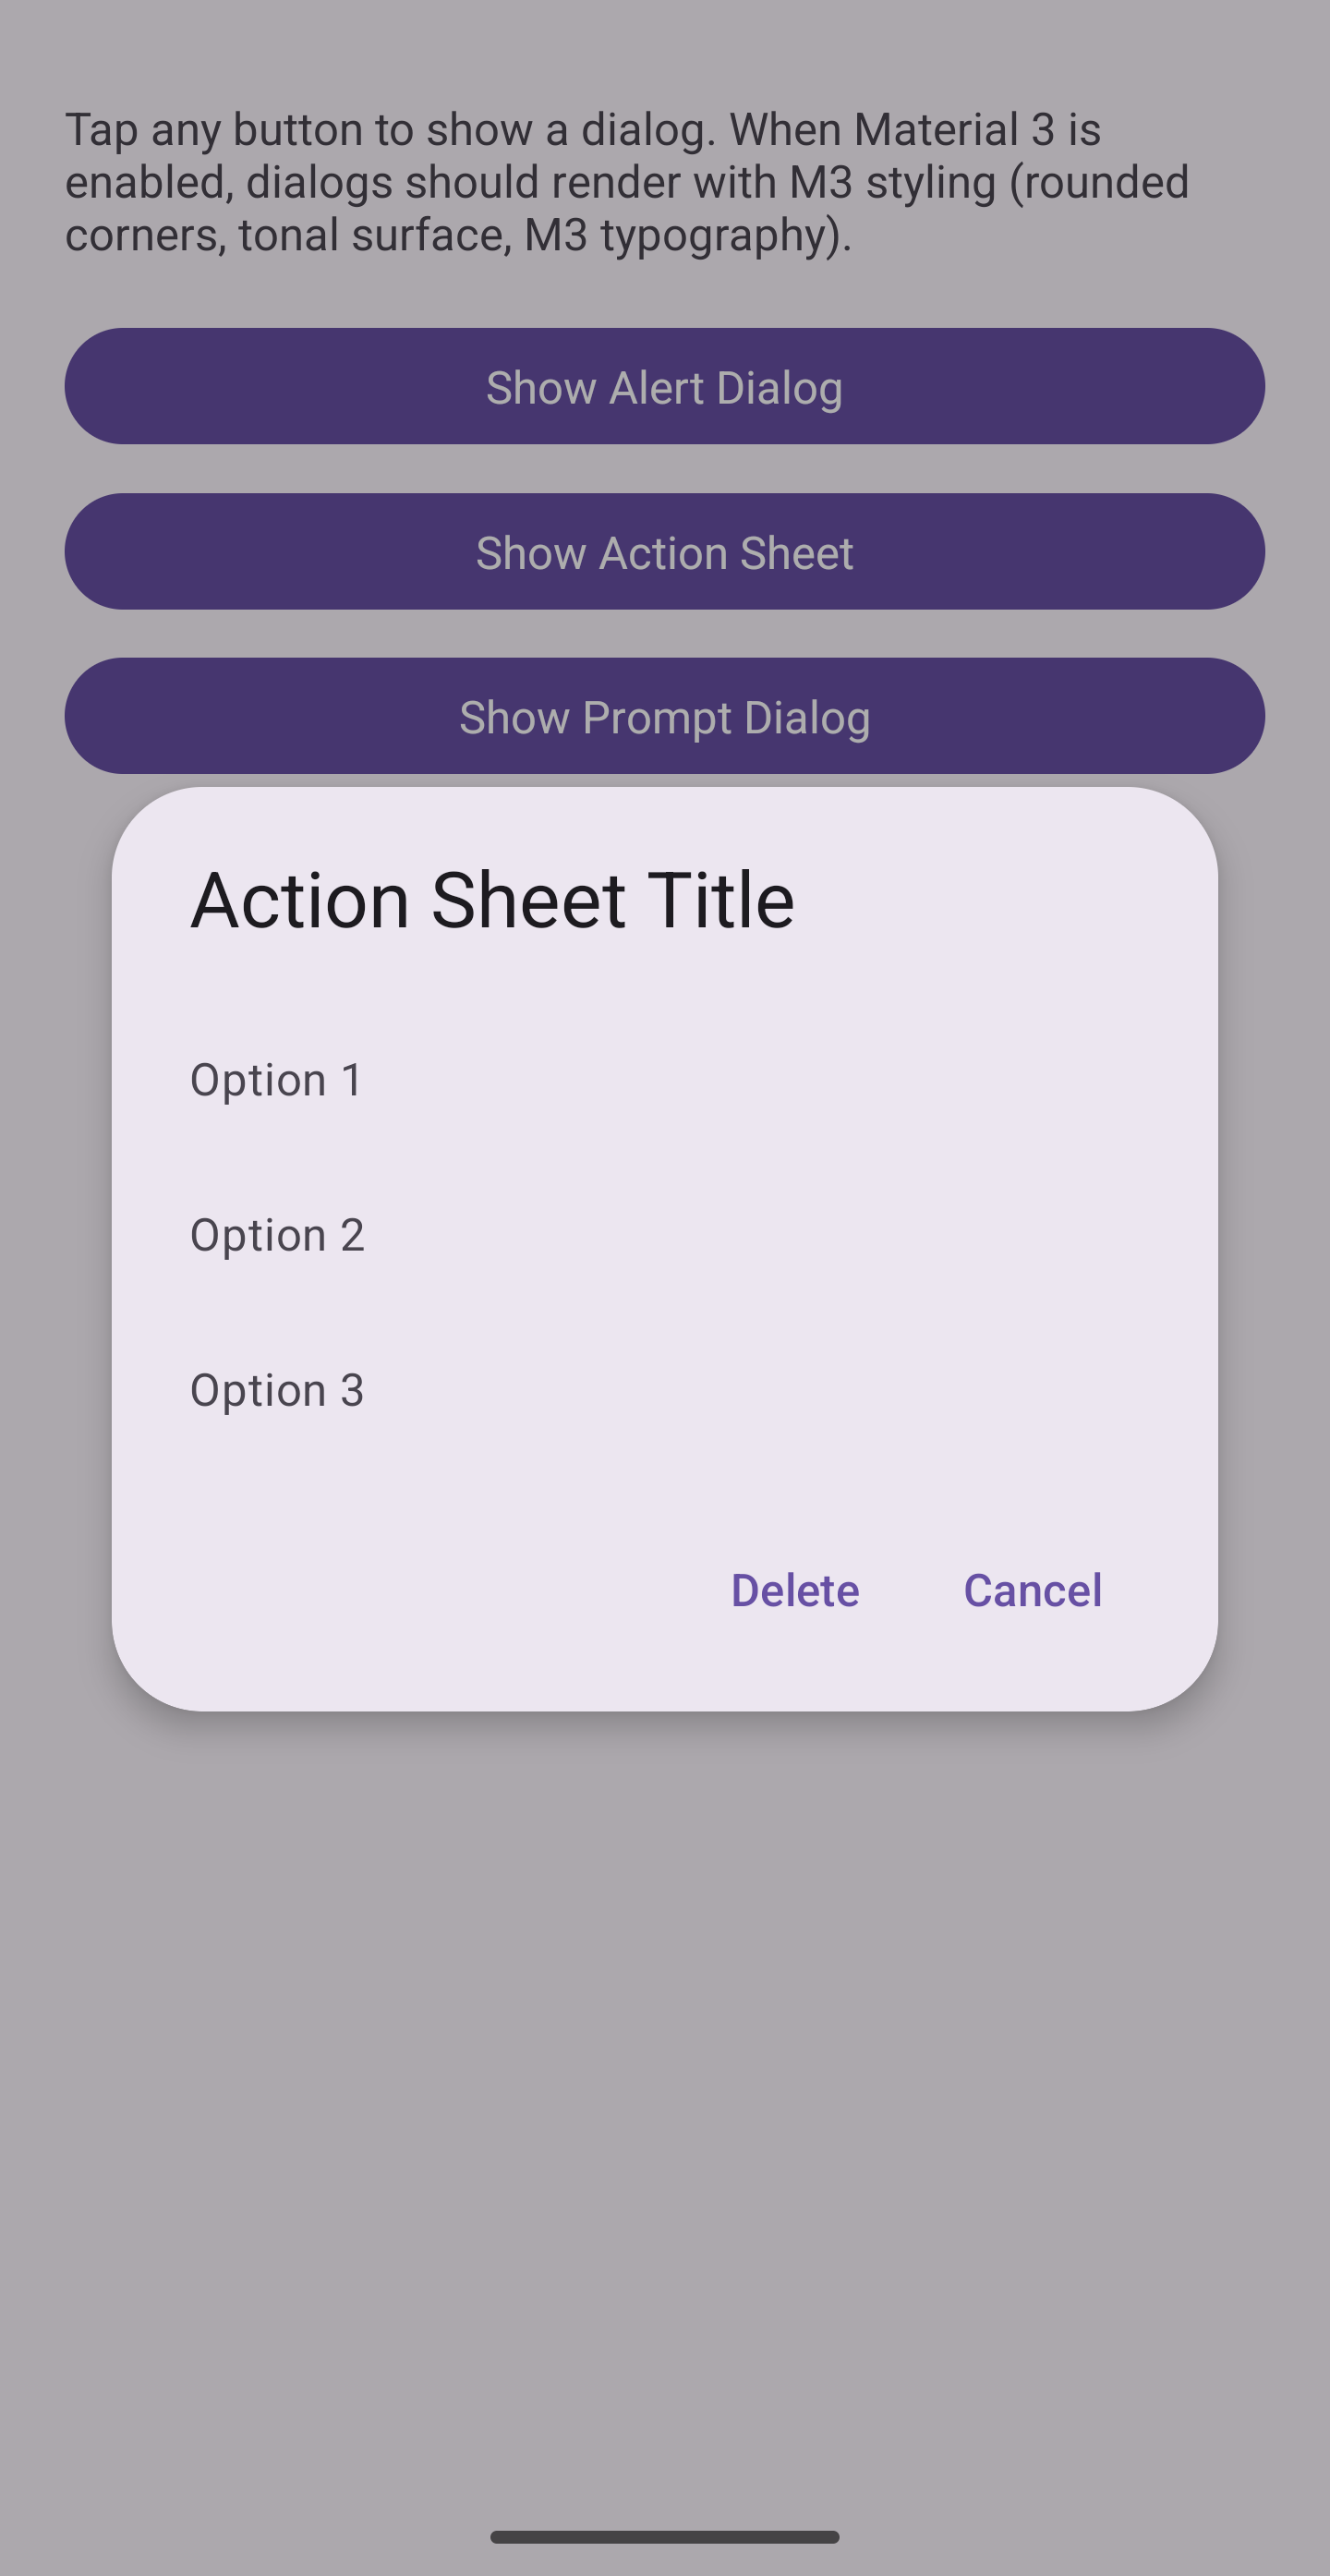 Tap any button to show a dialog. When Material 3 is
enabled, dialogs should render with M3 styling (rounded
corners, tonal surface, M3 typography).
Show Alert Dialog
Show Action Sheet
Show Prompt Dialog
Action Sheet Title
Option 1
Option 2
Option 3
Delete Cancel